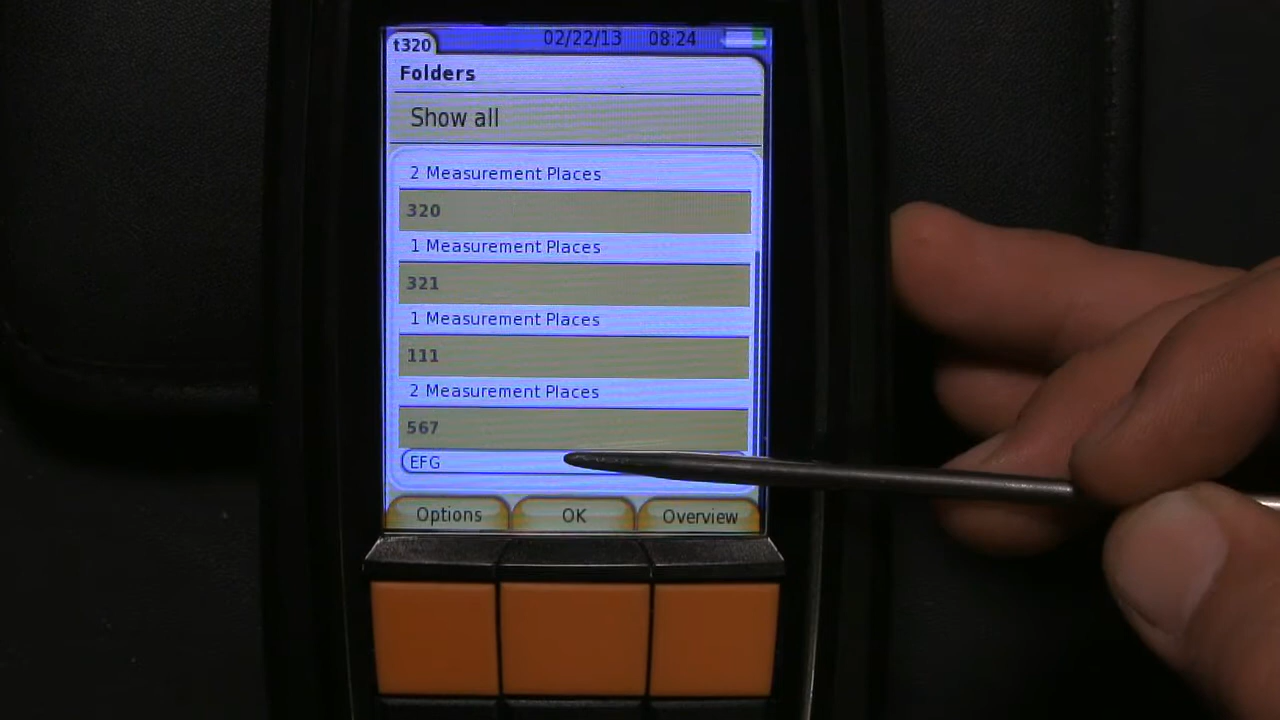 t320 02/22/13 08:24
Folders
Show all
2 Measurement Places
320
1 Measurement Places
321
1 Measurement Places
111
2 Measurement Places
567
EFG
Options OK Overview